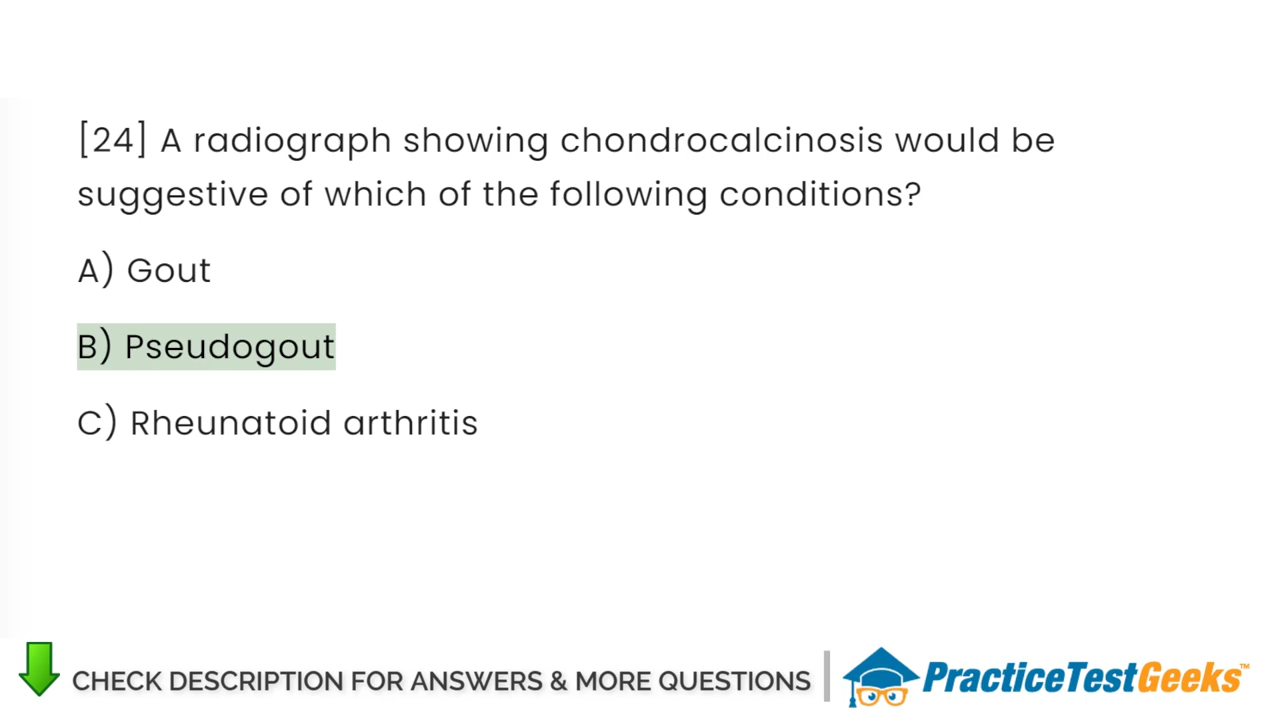 [24] A radiograph showing chondrocalcinosis would be
suggestive of which of the following conditions?
A) Gout
B) Pseudogout
C) Rheunatoid arthritis
CHECK DESCRIPTION FOR ANSWERS & MORE QUESTIONS
PracticeTestGeeks™